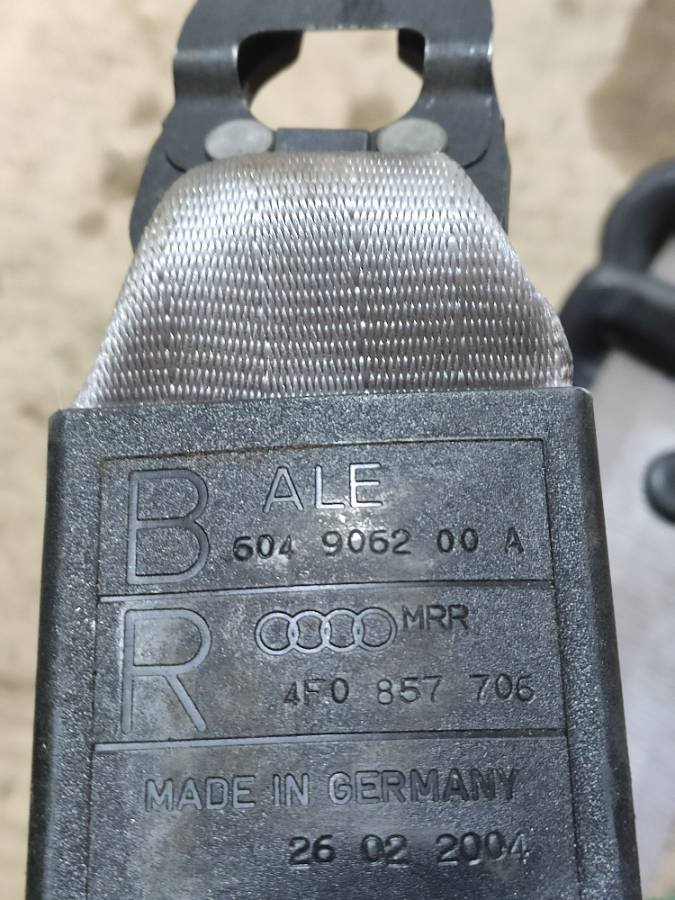 B ALE
604 9062 00 A
R MRR
4F0 857 706
MADE IN GERMANY
26 02 2004